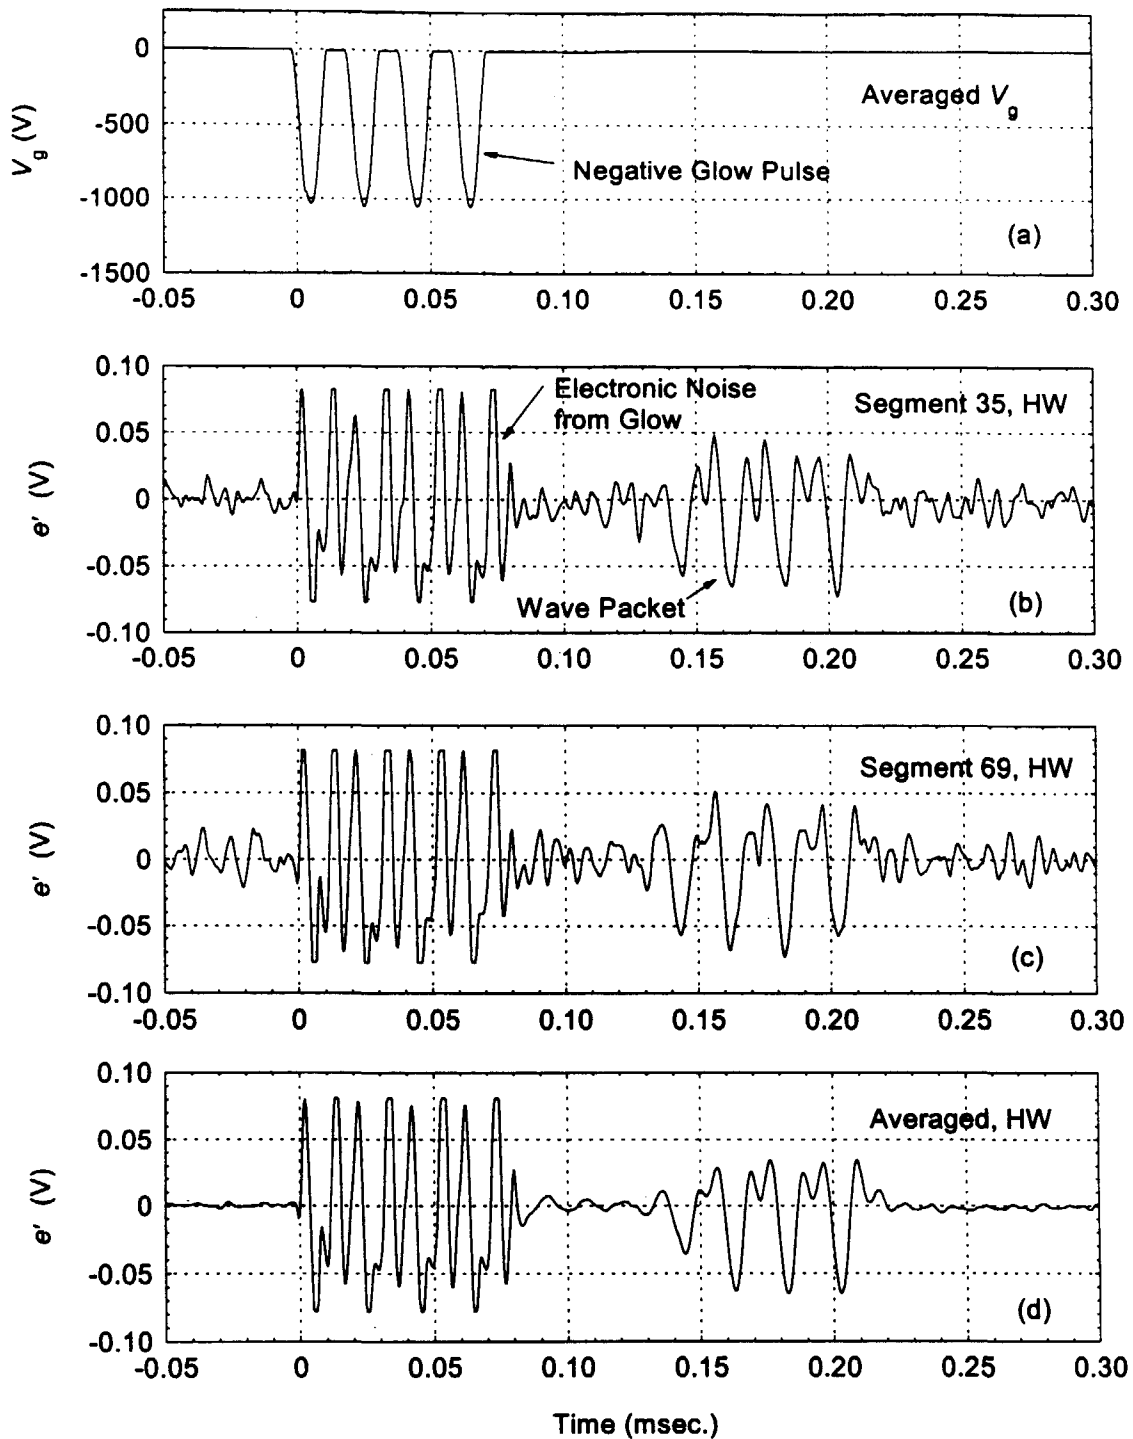 0
-500
-1000
-1500
V_g (V)
Averaged V_g
Negative Glow Pulse
(a)
-0.05 0 0.05 0.10 0.15 0.20 0.25 0.30
0.10
0.05
0
-0.05
-0.10
e' (V)
Electronic Noise
from Glow
Segment 35, HW
Wave Packet
(b)
-0.05 0 0.05 0.10 0.15 0.20 0.25 0.30
0.10
0.05
0
-0.05
-0.10
e' (V)
Segment 69, HW
(c)
-0.05 0 0.05 0.10 0.15 0.20 0.25 0.30
0.10
0.05
0
-0.05
-0.10
e' (V)
Averaged, HW
(d)
-0.05 0 0.05 0.10 0.15 0.20 0.25 0.30
Time (msec.)